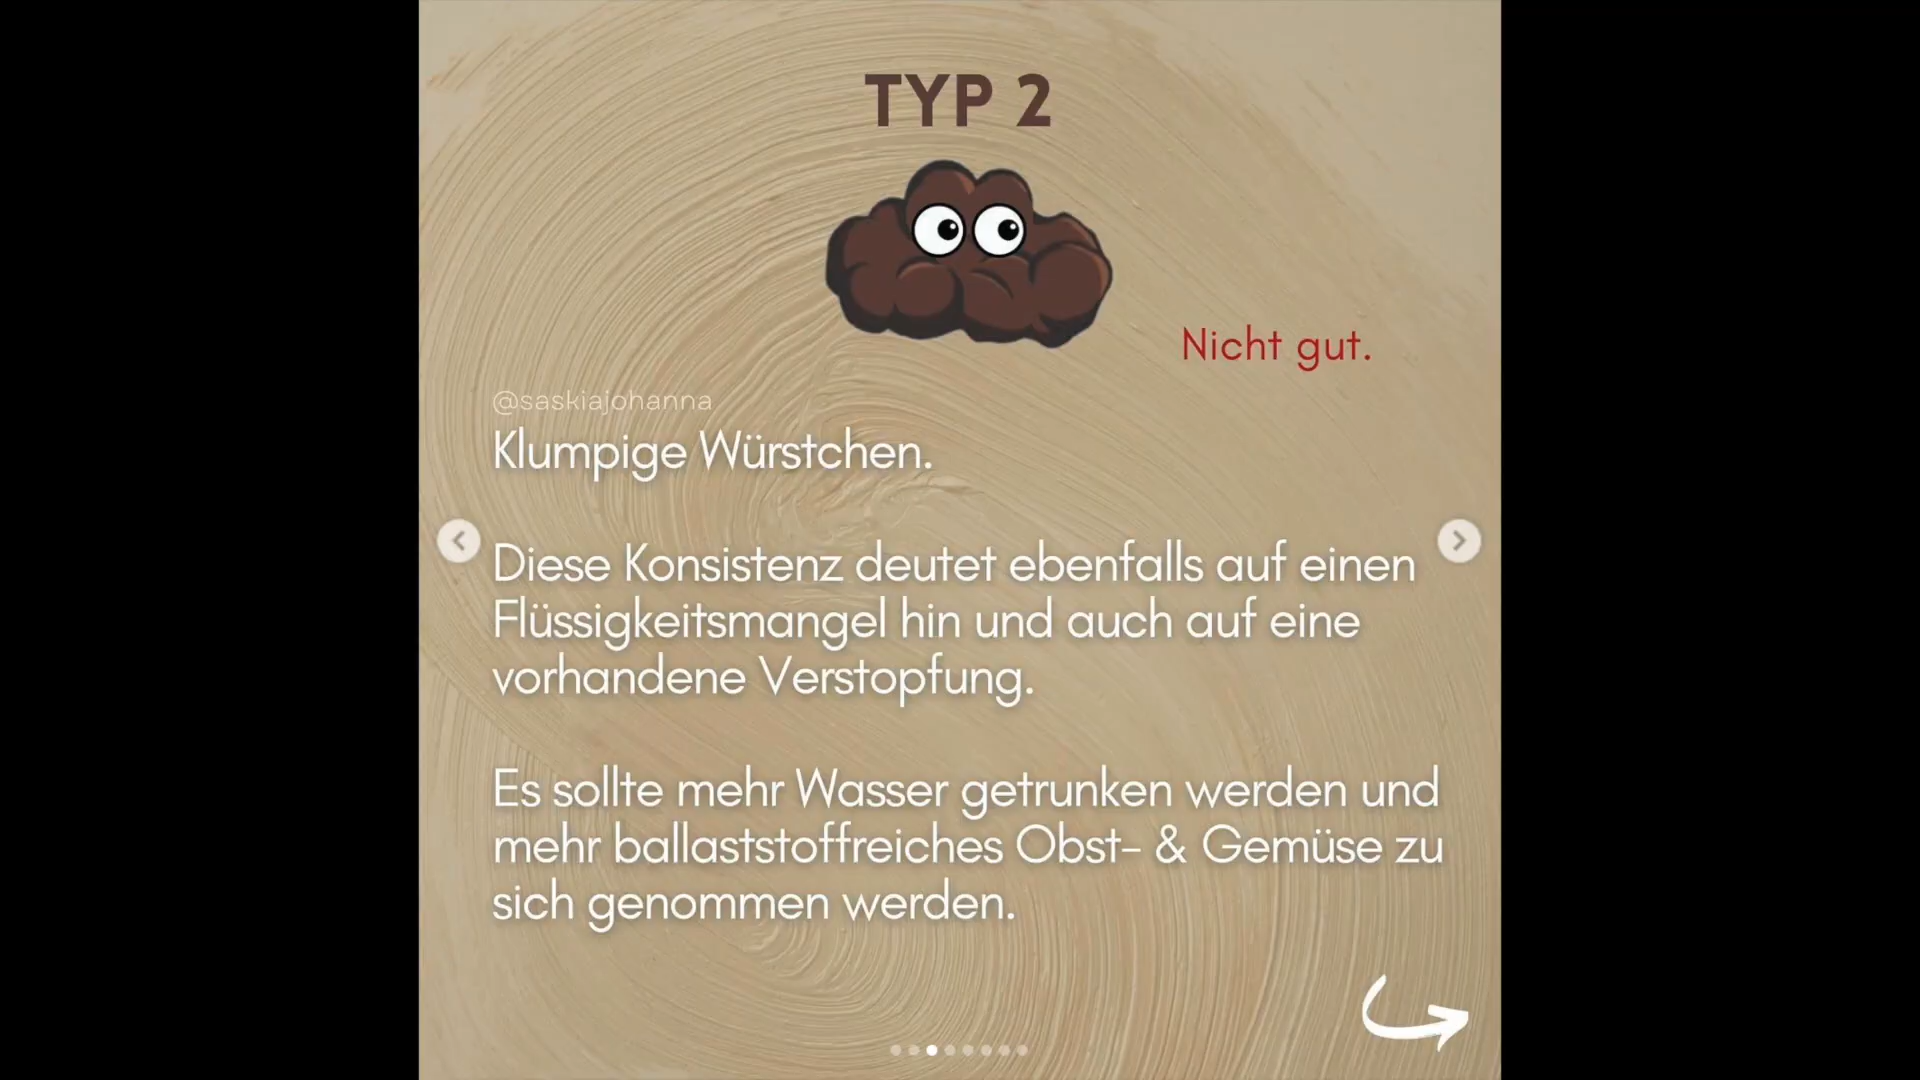 TYP 2
Nicht gut.
@saskiajohanna
Klumpige Würstchen.
Diese Konsistenz deutet ebenfalls auf einen
Flüssigkeitsmangel hin und auch auf eine
vorhandene Verstopfung.
Es sollte mehr Wasser getrunken werden und
mehr ballaststoffreiches Obst- & Gemüse zu
sich genommen werden.